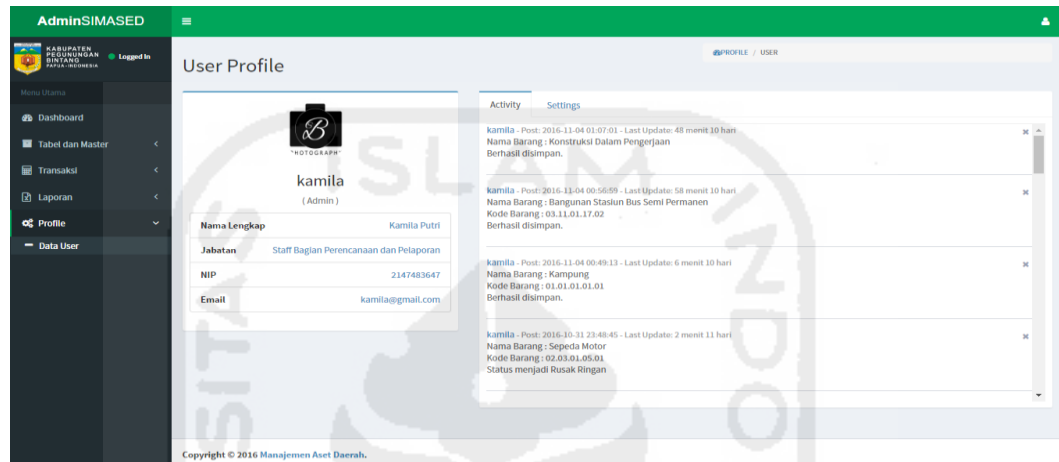 AdminSIMASED
KABUPATEN
PEGUNUNGAN
BINTANG
PAPUA-INDONESIA
Logged In
Menu Utama
Dashboard
Tabel dan Master
Transaksi
Laporan
Profile
Data User
User Profile
PROFILE / USER
B
"HOTOGRAPH"
kamila
( Admin )
Nama Lengkap Kamila Putri
Jabatan Staff Bagian Perencanaan dan Pelaporan
NIP 2147483647
Email kamila@gmail.com
Activity Settings
kamila - Post: 2016-11-04 01:07:01 - Last Update: 48 menit 10 hari
Nama Barang : Konstruksi Dalam Pengerjaan
Berhasil disimpan.
kamila - Post: 2016-11-04 00:56:59 - Last Update: 58 menit 10 hari
Nama Barang : Bangunan Stasiun Bus Semi Permanen
Kode Barang : 03.11.01.17.02
Berhasil disimpan.
kamila - Post: 2016-11-04 00:49:13 - Last Update: 6 menit 10 hari
Nama Barang : Kampung
Kode Barang : 01.01.01.01.01
Berhasil disimpan.
kamila - Post: 2016-10-31 23:48:45 - Last Update: 2 menit 11 hari
Nama Barang : Sepeda Motor
Kode Barang : 02.03.01.05.01
Status menjadi Rusak Ringan
Copyright © 2016 Manajemen Aset Daerah.
ISLAM
INDO
SITAS